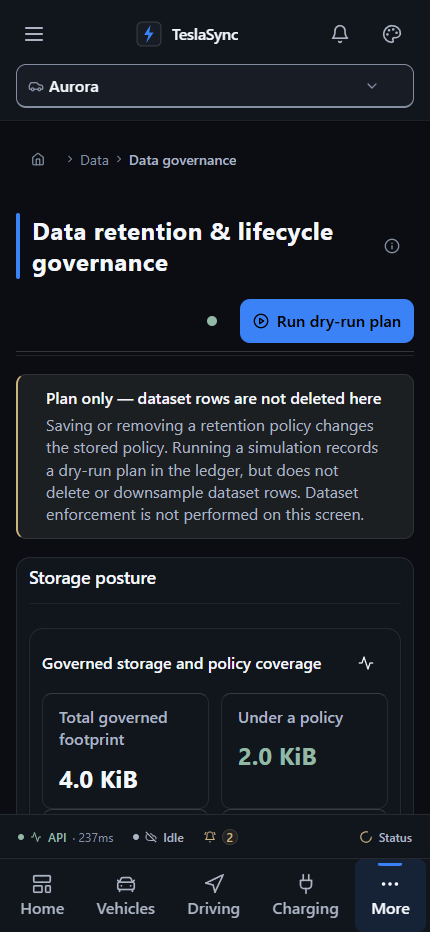 TeslaSync
Aurora
Data
Data governance
Data retention & lifecycle
governance
Run dry-run plan
Plan only — dataset rows are not deleted here
Saving or removing a retention policy changes
the stored policy. Running a simulation records
a dry-run plan in the ledger, but does not
delete or downsample dataset rows. Dataset
enforcement is not performed on this screen.
Storage posture
Governed storage and policy coverage
Total governed
footprint
4.0 KiB
Under a policy
2.0 KiB
API · 237ms
Idle
2
Status
Home
Vehicles
Driving
Charging
More